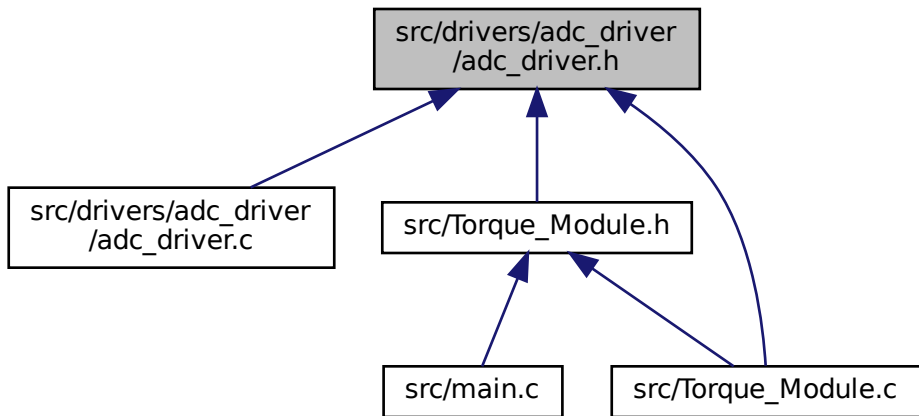 src/drivers/adc_driver
/adc_driver.h
src/drivers/adc_driver
/adc_driver.c
src/Torque_Module.h
src/main.c
src/Torque_Module.c